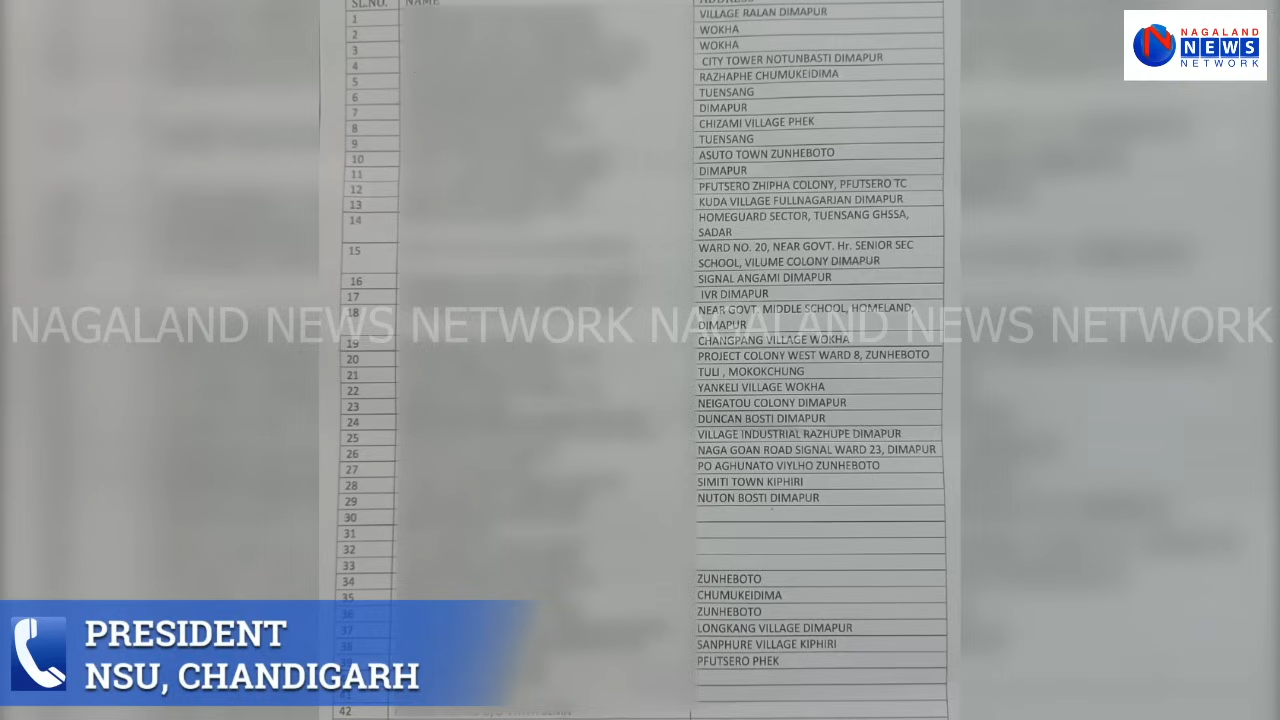 SL.NO. NAME ADDRESS
1 VILLAGE RALAN DIMAPUR
2 WOKHA
3 WOKHA
4 CITY TOWER NOTUNBASTI DIMAPUR
5 RAZHAPHE CHUMUKEIDIMA
6 TUENSANG
7 DIMAPUR
8 CHIZAMI VILLAGE PHEK
9 TUENSANG
10 ASUTO TOWN ZUNHEBOTO
11 DIMAPUR
12 PFUTSERO ZHIPHA COLONY, PFUTSERO TC
13 KUDA VILLAGE FULLNAGARJAN DIMAPUR
14 HOMEGUARD SECTOR, TUENSANG GHSSA,
SADAR
15 WARD NO. 20, NEAR GOVT. Hr. SENIOR SEC
SCHOOL, VILUME COLONY DIMAPUR
16 SIGNAL ANGAMI DIMAPUR
17 IVR DIMAPUR
18 NEAR GOVT. MIDDLE SCHOOL, HOMELAND,
DIMAPUR
19 CHANGPANG VILLAGE WOKHA
20 PROJECT COLONY WEST WARD 8, ZUNHEBOTO
21 TULI , MOKOKCHUNG
22 YANKELI VILLAGE WOKHA
23 NEIGATOU COLONY DIMAPUR
24 DUNCAN BOSTI DIMAPUR
25 VILLAGE INDUSTRIAL RAZHUPE DIMAPUR
26 NAGA GOAN ROAD SIGNAL WARD 23, DIMAPUR
27 PO AGHUNATO VIYLHO ZUNHEBOTO
28 SIMITI TOWN KIPHIRI
29 NUTON BOSTI DIMAPUR
30
31
32
33
34 ZUNHEBOTO
35 CHUMUKEIDIMA
36 ZUNHEBOTO
37 LONGKANG VILLAGE DIMAPUR
38 SANPHURE VILLAGE KIPHIRI
39 PFUTSERO PHEK
41
42
NAGALAND
NEWS
NETWORK
NAGALAND NEWS NETWORK NAGALAND NEWS NETWORK
PRESIDENT
NSU, CHANDIGARH